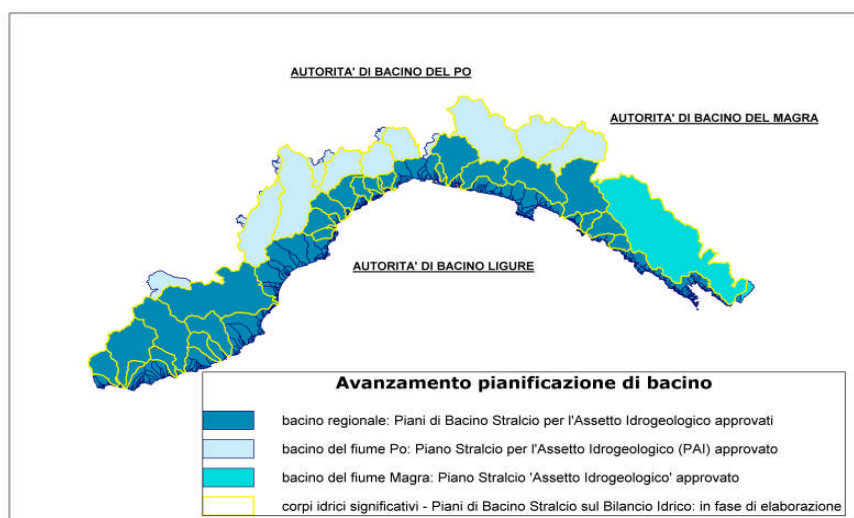 AUTORITA' DI BACINO DEL PO
AUTORITA' DI BACINO DEL MAGRA
AUTORITA' DI BACINO LIGURE
Avanzamento pianificazione di bacino
bacino regionale: Piani di Bacino Stralcio per l'Assetto Idrogeologico approvati
bacino del fiume Po: Piano Stralcio per l'Assetto Idrogeologico (PAI) approvato
bacino del fiume Magra: Piano Stralcio 'Assetto Idrogeologico' approvato
corpi idrici significativi - Piani di Bacino Stralcio sul Bilancio Idrico: in fase di elaborazione